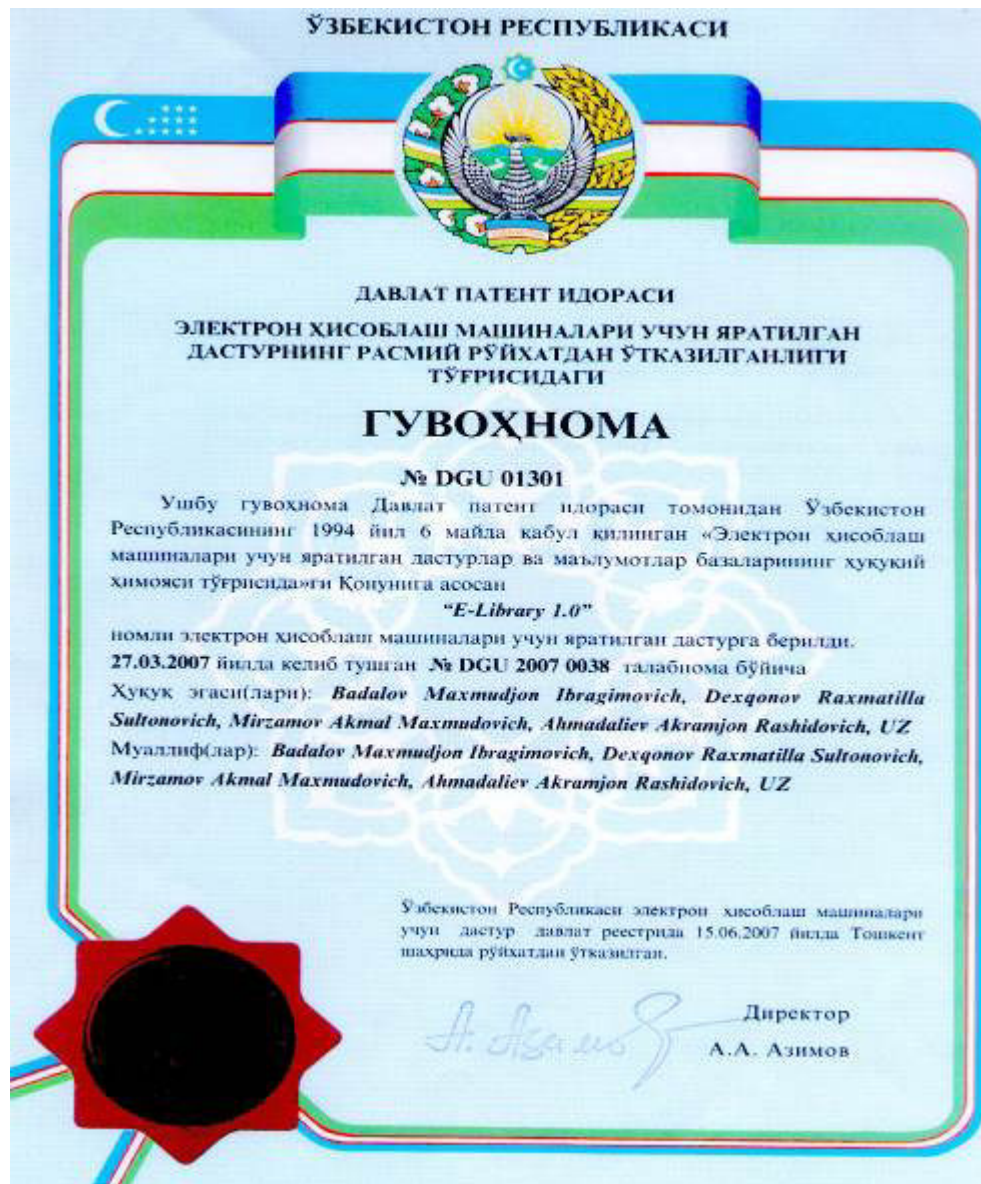 ЎЗБЕКИСТОН РЕСПУБЛИКАСИ
ДАВЛАТ ПАТЕНТ ИДОРАСИ
ЭЛЕКТРОН ҲИСОБЛАШ МАШИНАЛАРИ УЧУН ЯРАТИЛГАН
ДАСТУРНИНГ РАСМИЙ РЎЙХАТДАН ЎТКАЗИЛГАНЛИГИ
ТЎҒРИСИДАГИ
ГУВОҲНОМА
№ DGU 01301
Ушбу гувоҳнома Давлат патент идораси томонидан Ўзбекистон
Республикасининг 1994 йил 6 майда қабул қилинган «Электрон ҳисоблаш
машиналари учун яратилган дастурлар ва маълумотлар базаларининг ҳуқуқий
ҳимояси тўғрисида»ги Қонунига асосан
“E-Library 1.0”
номли электрон ҳисоблаш машиналари учун яратилган дастурга берилди.
27.03.2007 йилда келиб тушган № DGU 2007 0038 талабнома бўйича
Ҳуқуқ эгаси(лари): Badalov Maxmudjon Ibragimovich, Dexqonov Raxmatilla
Sultonovich, Mirzamov Akmal Maxmudovich, Ahmadaliev Akramjon Rashidovich, UZ
Муаллиф(лар): Badalov Maxmudjon Ibragimovich, Dexqonov Raxmatilla Sultonovich,
Mirzamov Akmal Maxmudovich, Ahmadaliev Akramjon Rashidovich, UZ
Ўзбекистон Республикаси электрон ҳисоблаш машиналари
учун дастур давлат реестрида 15.06.2007 йилда Тошкент
шаҳрида рўйхатдан ўтказилган.
Директор
А.А. Азимов